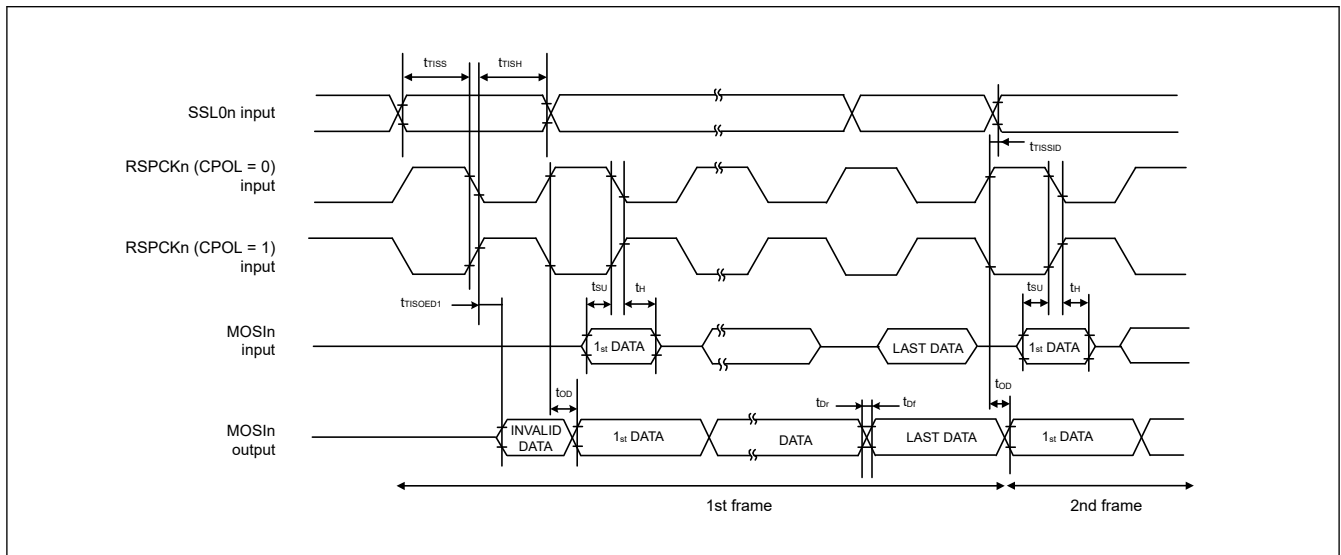 tTISS
tTISH
SSL0n input
tTISSID
RSPCKn (CPOL = 0)
input
RSPCKn (CPOL = 1)
input
tSU
tH
tSU
tH
tTISOED1
MOSIn
input
1st DATA
LAST DATA
1st DATA
tOD
tDr
tDf
tOD
MOSIn
output
INVALID
DATA
1st DATA
DATA
LAST DATA
1st DATA
1st frame
2nd frame